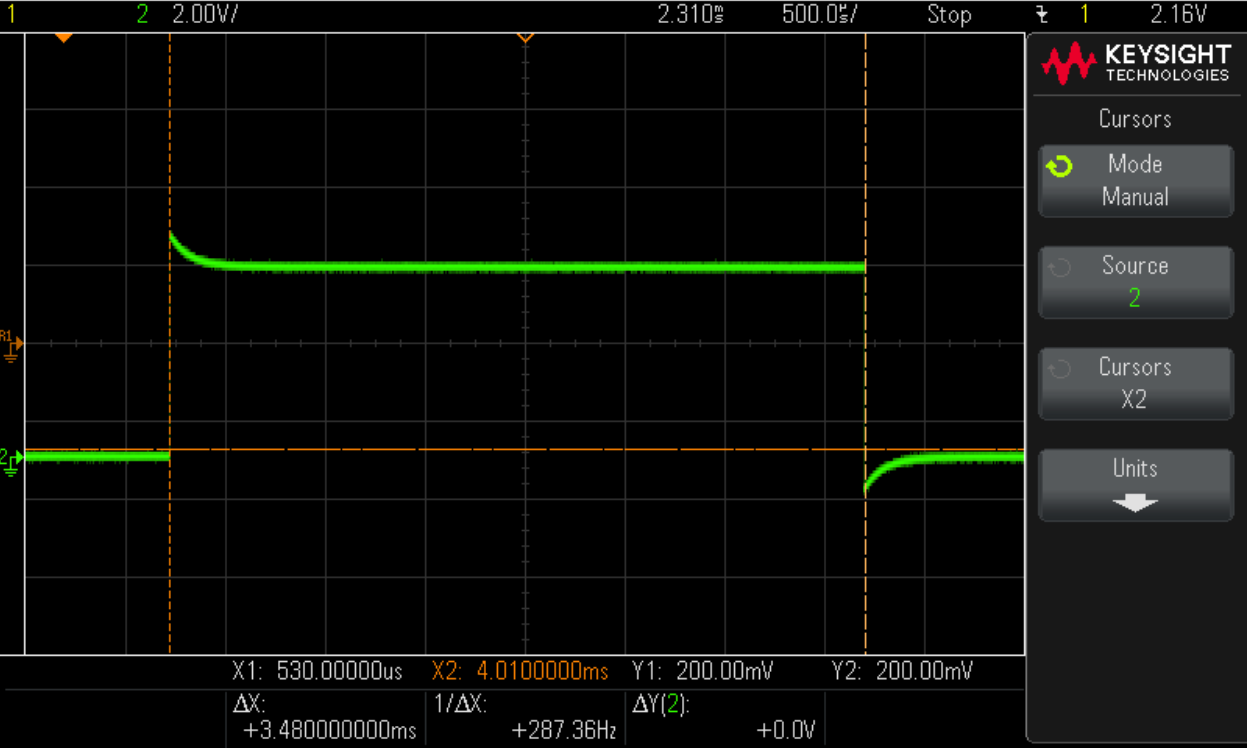 1 2 2.00V/ 2.310ms 500.0us/ Stop 1 2.16V
KEYSIGHT
TECHNOLOGIES
Cursors
Mode
Manual
Source
2
Cursors
X2
Units
R1
2
X1: 530.00000us X2: 4.0100000ms Y1: 200.00mV Y2: 200.00mV
ΔX: 1/ΔX: ΔY(2):
+3.480000000ms +287.36Hz +0.0V